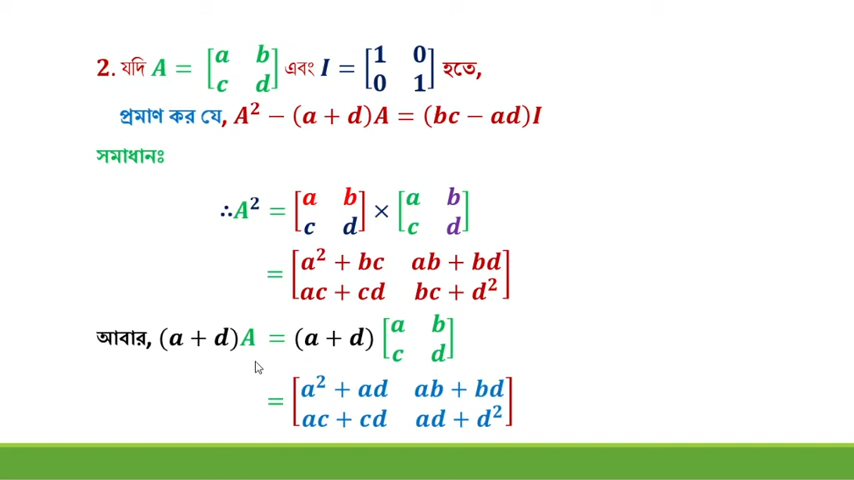 2. যদি A = [a b; c d] এবং I = [1 0; 0 1] হতে,
প্রমাণ কর যে, A² − (a + d)A = (bc − ad)I
সমাধানঃ
∴A² = [a b; c d] × [a b; c d]
= [a² + bc ab + bd; ac + cd bc + d²]
আবার, (a + d)A = (a + d) [a b; c d]
= [a² + ad ab + bd; ac + cd ad + d²]